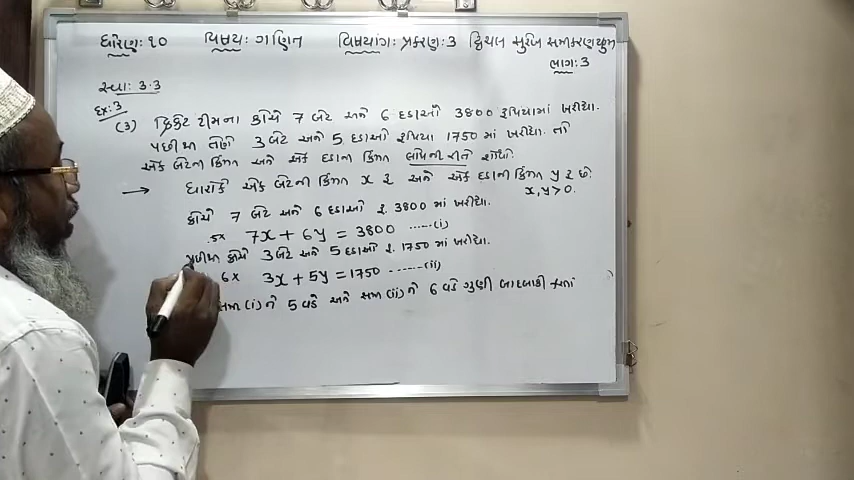 ધોરણ: ૧૦ વિષય: ગણિત વિષયાંગ: પ્રકરણ: 3 દ્વિચલ સુરેખ સમીકરણયુગ્મ
ભાગ: 3
સ્વા: 3.3
Ex: 3
(3) ક્રિકેટ ટીમના કોચે 7 બેટ અને 6 દડાઓ 3800 રૂપિયામાં ખરીદ્યા.
પછીથી તેણે 3 બેટ અને 5 દડાઓ રૂપિયા 1750 માં ખરીદ્યા. તો
એક બેટની કિંમત અને એક દડાની કિંમત લોપની રીતે શોધો.
→ ધારોકે એક બેટની કિંમત x રૂ અને એક દડાની કિંમત y રૂ છે.
x, y > 0.
કોચે 7 બેટ અને 6 દડાઓ રૂ. 3800 માં ખરીદ્યા.
5x 7x + 6y = 3800 ......(i)
પછીથી કોચે 3 બેટ અને 5 દડાઓ રૂ. 1750 માં ખરીદ્યા.
6x 3x + 5y = 1750 ......(ii)
સમ (i) ને 5 વડે અને સમ (ii) ને 6 વડે ગુણી બાદબાકી કરતાં